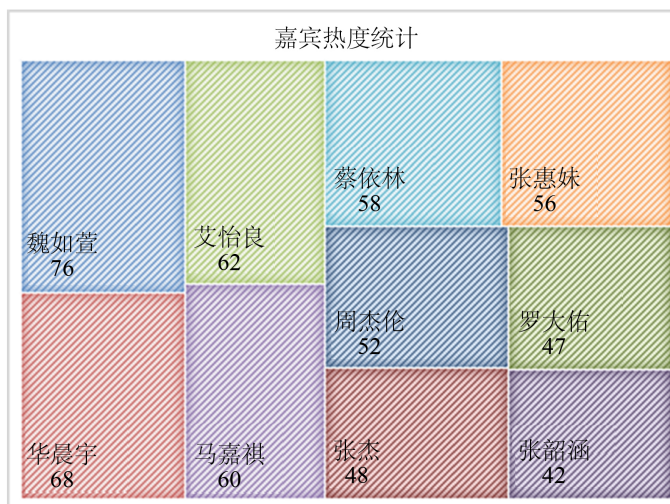 嘉宾热度统计
魏如萱
76
华晨宇
68
艾怡良
62
马嘉祺
60
蔡依林
58
张惠妹
56
周杰伦
52
罗大佑
47
张杰
48
张韶涵
42